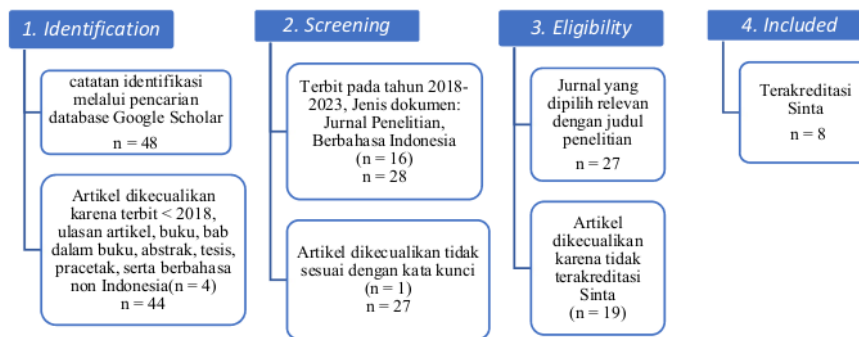 1. Identification
catatan identifikasi
melalui pencarian
database Google Scholar
n = 48
Artikel dikecualikan
karena terbit < 2018,
ulasan artikel, buku, bab
dalam buku, abstrak, tesis,
pracetak, serta berbahasa
non Indonesia(n = 4)
n = 44
2. Screening
Terbit pada tahun 2018-
2023, Jenis dokumen:
Jurnal Penelitian,
Berbahasa Indonesia
(n = 16)
n = 28
Artikel dikecualikan tidak
sesuai dengan kata kunci
(n = 1)
n = 27
3. Eligibility
Jurnal yang
dipilih relevan
dengan judul
penelitian
n = 27
Artikel
dikecualikan
karena tidak
terakreditasi
Sinta
(n = 19)
4. Included
Terakreditasi
Sinta
n = 8